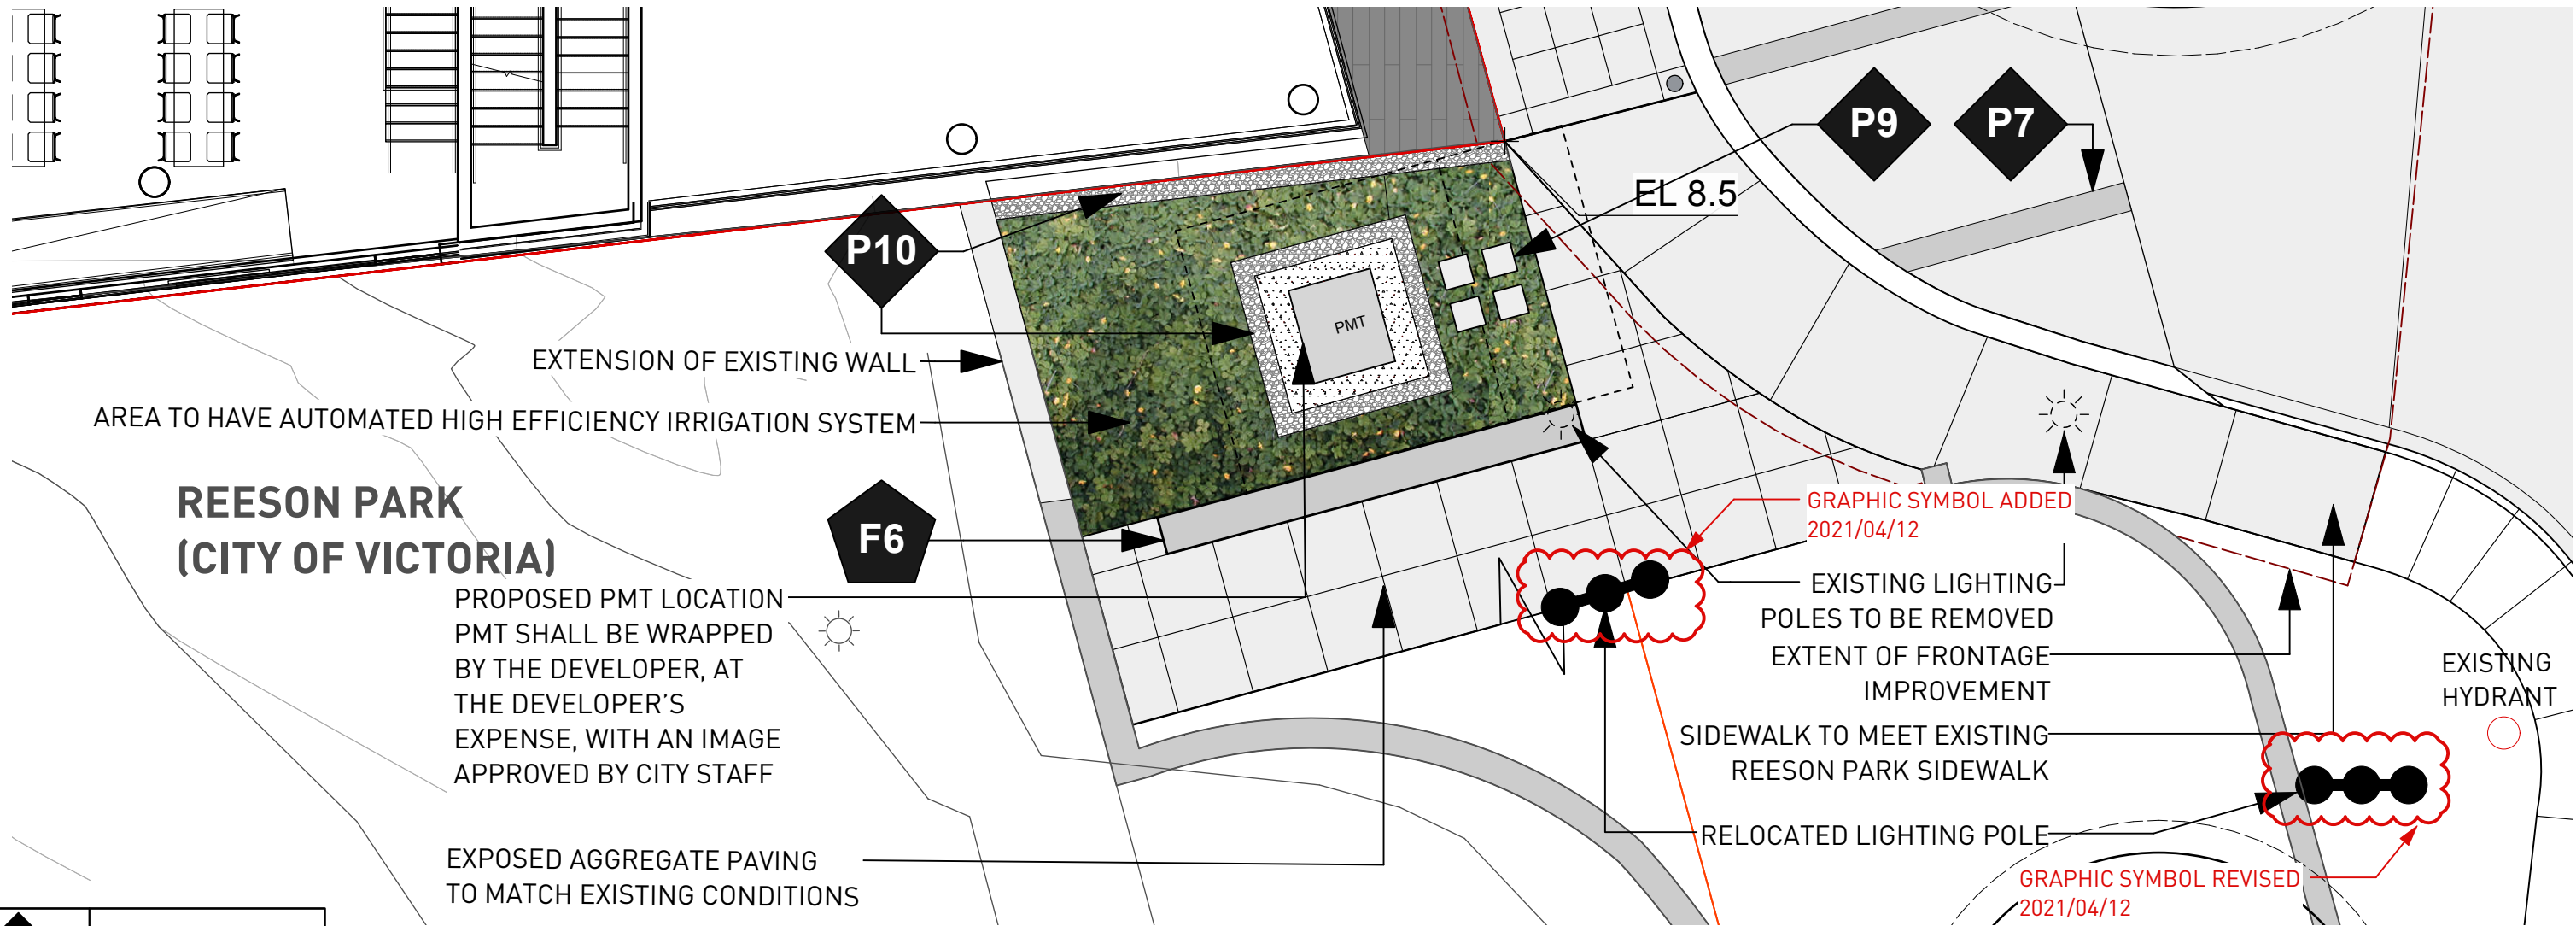 P9
P7
EL 8.5
P10
PMT
EXTENSION OF EXISTING WALL
AREA TO HAVE AUTOMATED HIGH EFFICIENCY IRRIGATION SYSTEM
REESON PARK
(CITY OF VICTORIA)
F6
GRAPHIC SYMBOL ADDED
2021/04/12
PROPOSED PMT LOCATION
PMT SHALL BE WRAPPED
BY THE DEVELOPER, AT
THE DEVELOPER'S
EXPENSE, WITH AN IMAGE
APPROVED BY CITY STAFF
EXISTING LIGHTING
POLES TO BE REMOVED
EXTENT OF FRONTAGE
IMPROVEMENT
EXISTING
HYDRANT
SIDEWALK TO MEET EXISTING
REESON PARK SIDEWALK
RELOCATED LIGHTING POLE
EXPOSED AGGREGATE PAVING
TO MATCH EXISTING CONDITIONS
GRAPHIC SYMBOL REVISED
2021/04/12